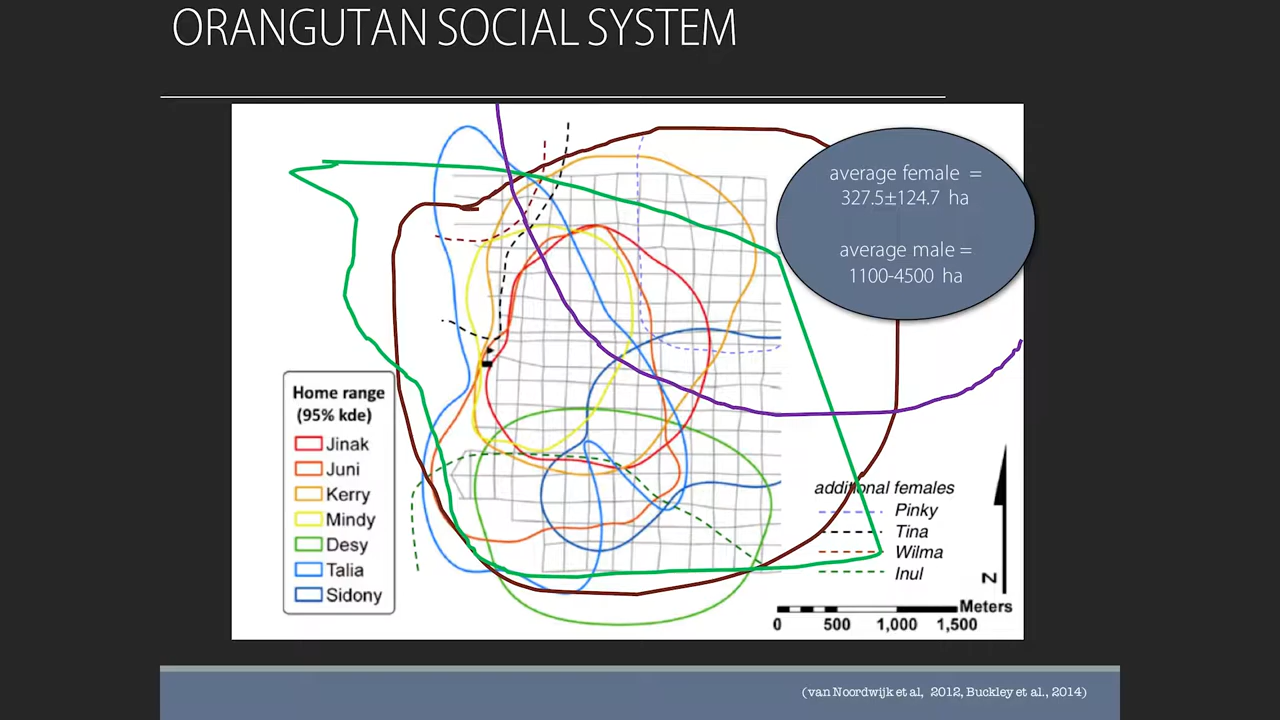 ORANGUTAN SOCIAL SYSTEM
average female =
327.5±124.7 ha
average male =
1100-4500 ha
Home range
(95% kde)
Jinak
Juni
Kerry
Mindy
Desy
Talia
Sidony
additional females
Pinky
Tina
Wilma
Inul
N
Meters
0 500 1,000 1,500
(van Noordwijk et al, 2012, Buckley et al., 2014)